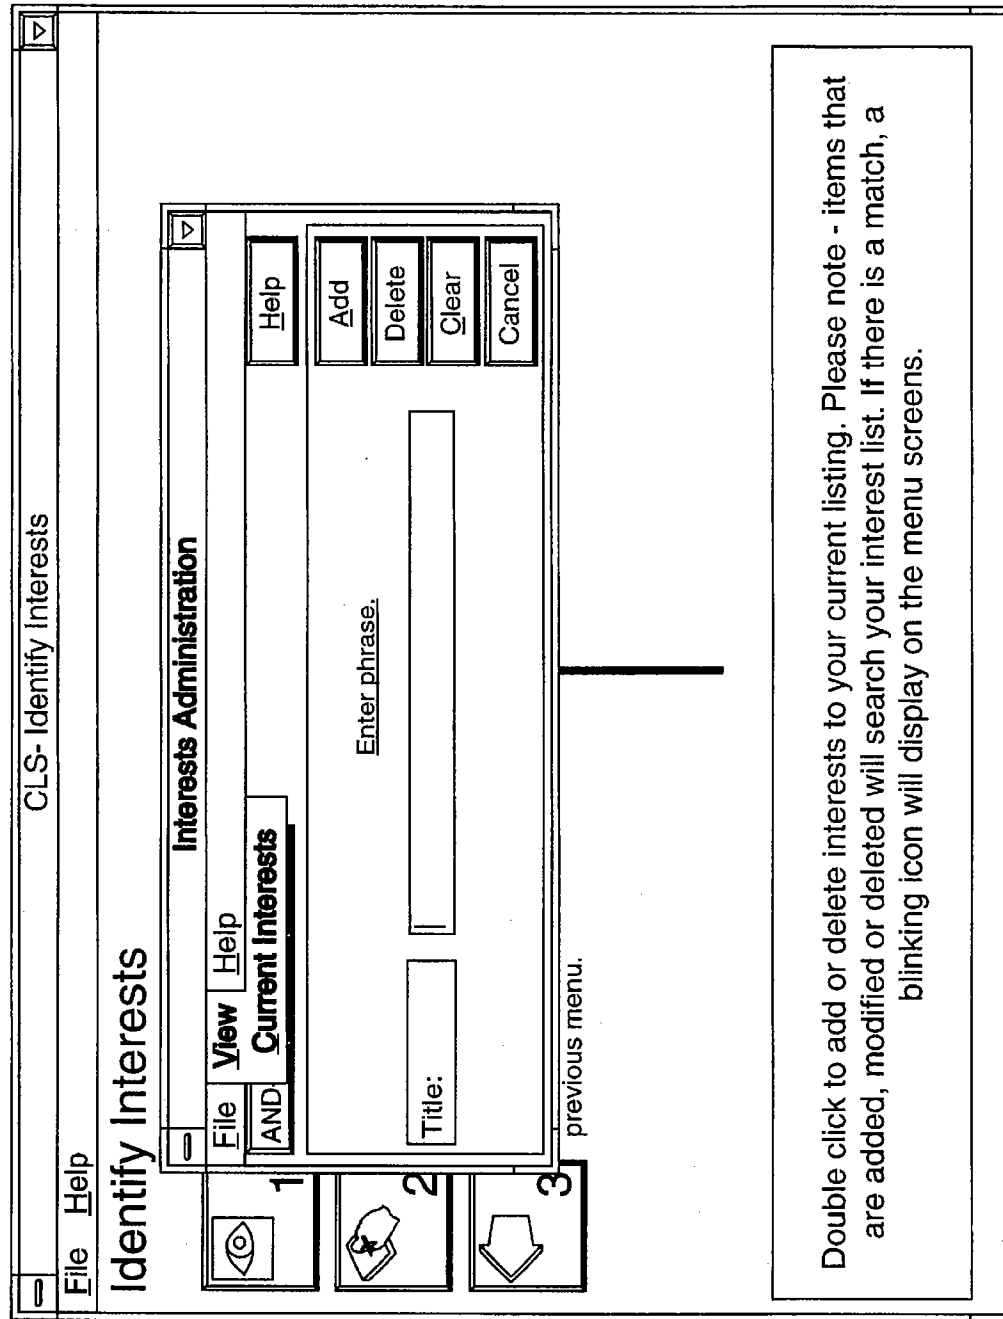 CLS- Identify Interests
File Help
Identify Interests
Interests Administration
File View Help
AND
Current Interests
Help
Enter phrase.
Title:
Add
Delete
Clear
Cancel
1
2
3
previous menu.
Double click to add or delete interests to your current listing. Please note - items that
are added, modified or deleted will search your interest list. If there is a match, a
blinking icon will display on the menu screens.